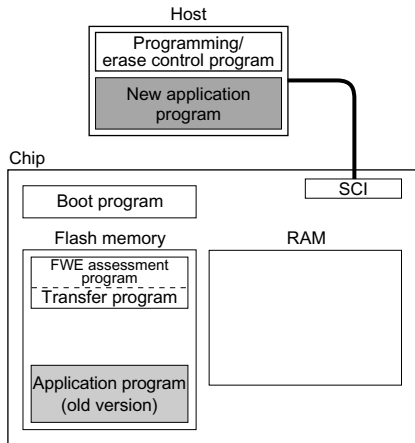 Host
Programming/
erase control program
New application
program
Chip
SCI
Boot program
Flash memory
RAM
FWE assessment
program
Transfer program
Application program
(old version)